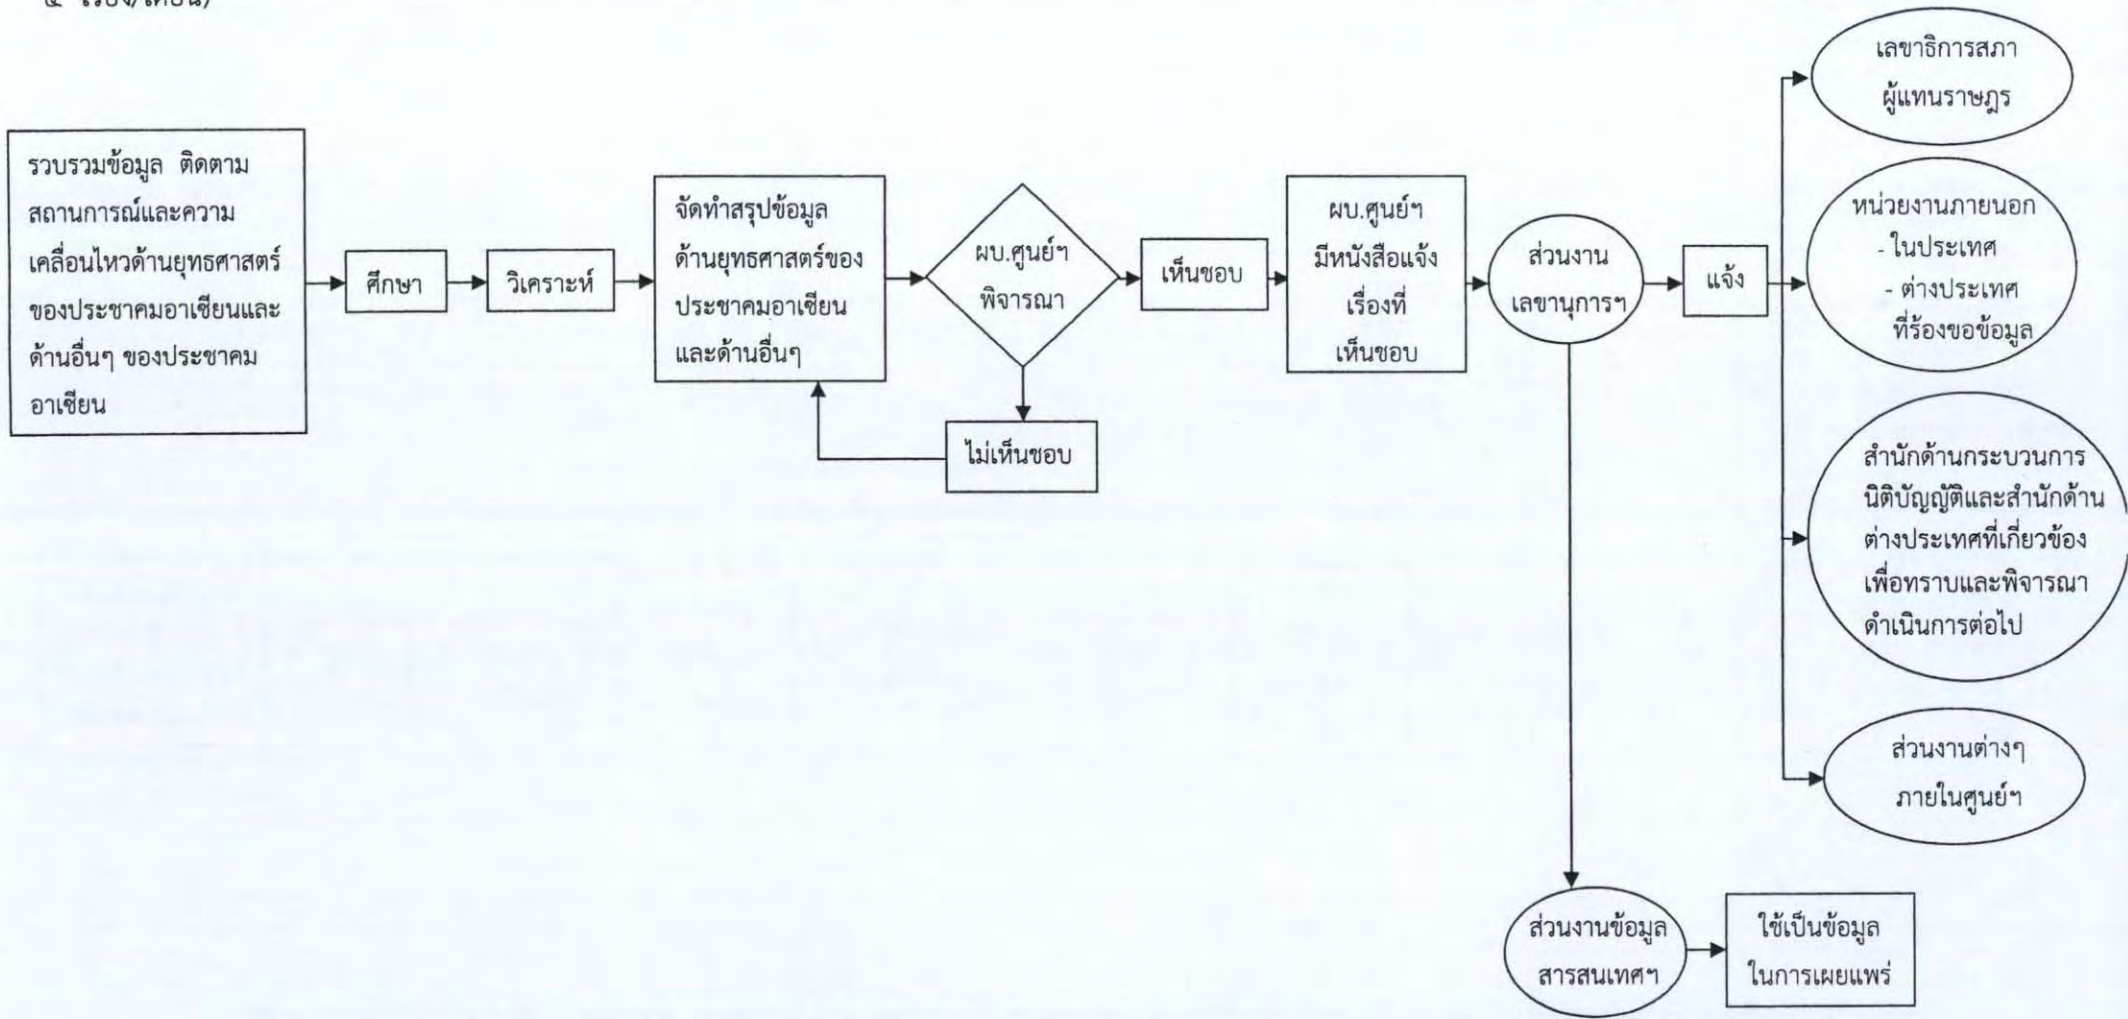 รวบรวมข้อมูล ติดตาม
สถานการณ์และความ
เคลื่อนไหวด้านยุทธศาสตร์
ของประชาคมอาเซียนและ
ด้านอื่นๆ ของประชาคม
อาเซียน
ศึกษา
วิเคราะห์
จัดทำสรุปข้อมูล
ด้านยุทธศาสตร์ของ
ประชาคมอาเซียน
และด้านอื่นๆ
ผบ.ศูนย์ฯ
พิจารณา
ไม่เห็นชอบ
เห็นชอบ
ผบ.ศูนย์ฯ
มีหนังสือแจ้ง
เรื่องที่
เห็นชอบ
ส่วนงาน
เลขานุการฯ
แจ้ง
เลขาธิการสภา
ผู้แทนราษฎร
หน่วยงานภายนอก
- ในประเทศ
- ต่างประเทศ
ที่ร้องขอข้อมูล
สำนักด้านกระบวนการ
นิติบัญญัติและสำนักด้าน
ต่างประเทศที่เกี่ยวข้อง
เพื่อทราบและพิจารณา
ดำเนินการต่อไป
ส่วนงานต่างๆ
ภายในศูนย์ฯ
ส่วนงานข้อมูล
สารสนเทศฯ
ใช้เป็นข้อมูล
ในการเผยแพร่